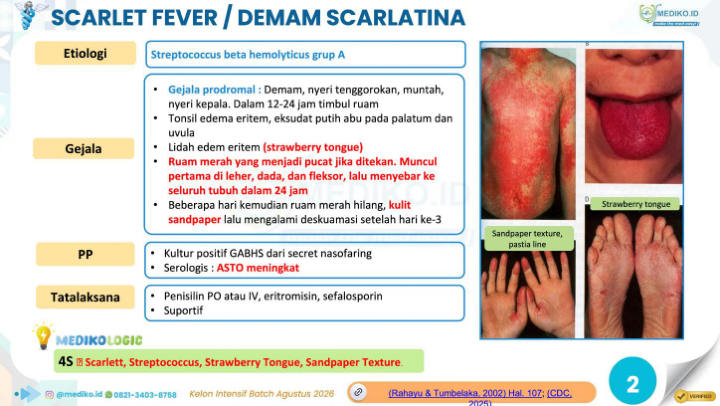 SCARLET FEVER / DEMAM SCARLATINA
MEDIKO.ID
Etiologi
Streptococcus beta hemolyticus grup A
Gejala
• Gejala prodromal : Demam, nyeri tenggorokan, muntah,
nyeri kepala. Dalam 12-24 jam timbul ruam
• Tonsil edema eritem, eksudat putih abu pada palatum dan
uvula
• Lidah edem eritem (strawberry tongue)
• Ruam merah yang menjadi pucat jika ditekan. Muncul
pertama di leher, dada, dan fleksor, lalu menyebar ke
seluruh tubuh dalam 24 jam
• Beberapa hari kemudian ruam merah hilang, kulit
sandpaper lalu mengalami deskuamasi setelah hari ke-3
B
D
Strawberry tongue
Sandpaper texture,
pastia line
PP
• Kultur positif GABHS dari secret nasofaring
• Serologis : ASTO meningkat
Tatalaksana
• Penisilin PO atau IV, eritromisin, sefalosporin
• Suportif
MEDIKOLOGIC
4S Scarlett, Streptococcus, Strawberry Tongue, Sandpaper Texture.
@mediko.id 0821-3403-8758 Kelon Intensif Batch Agustus 2026
(Rahayu & Tumbelaka, 2002) Hal. 107; (CDC,
2025)
2
VERIFIED